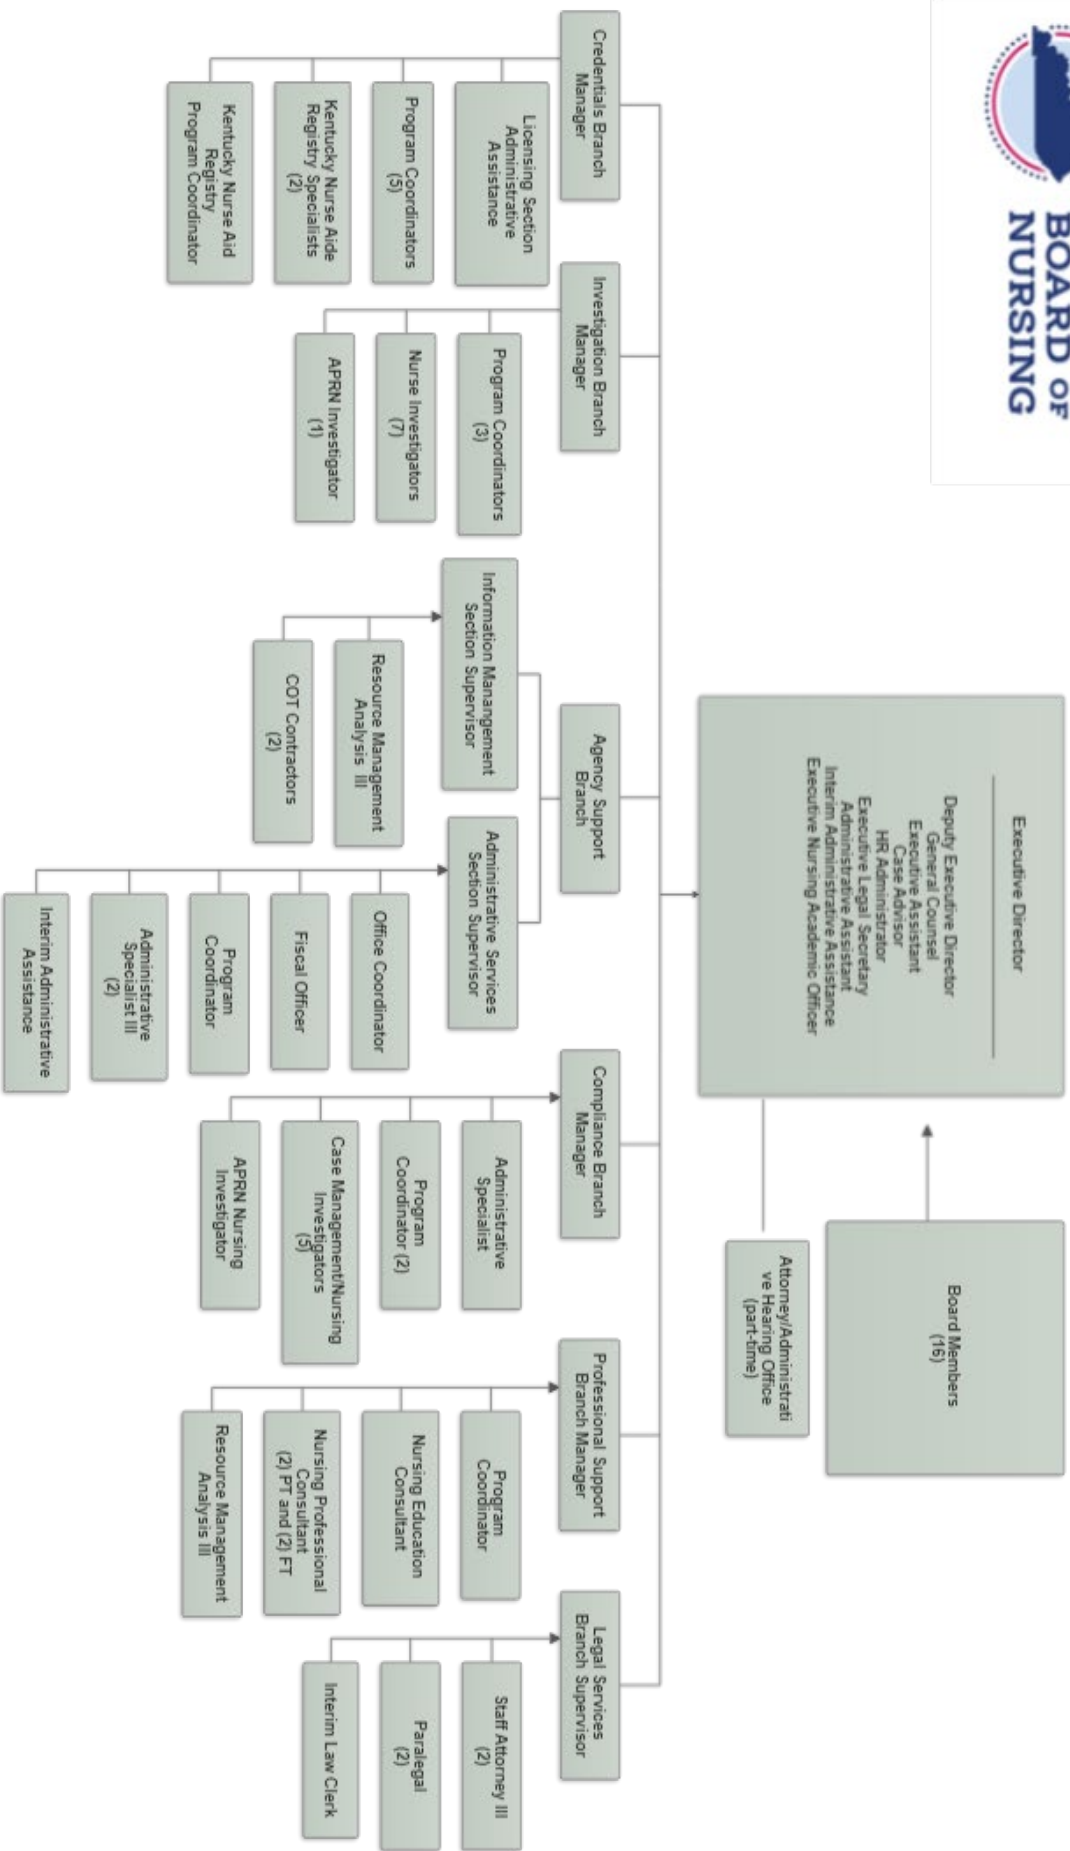 BOARD OF
NURSING
Board Members
(16)
Executive Director
Deputy Executive Director
General Counsel
Executive Assistant
Case Advisor
HR Administrator
Executive Legal Secretary
Administrative Assistant
Interim Administrative Assistance
Executive Nursing Academic Officer
Attorney/Administrati
ve Hearing Office
(part-time)
Credentials Branch
Manager
Licensing Section
Administrative
Assistance
Program Coordinators
(5)
Kentucky Nurse Aide
Registry Specialists
(2)
Kentucky Nurse Aid
Registry
Program Coordinator
Investigation Branch
Manager
Program Coordinators
(3)
Nurse Investigators
(7)
APRN Investigator
(1)
Agency Support
Branch
Information Manangement
Section Supervisor
Resource Management
Analysis III
COT Contractors
(2)
Administrative Services
Section Supervisor
Office Coordinator
Fiscal Officer
Program
Coordinator
Administrative
Specialist III
(2)
Interim Administrative
Assistance
Compliance Branch
Manager
Administrative
Specialist
Program
Coordinator (2)
Case Management/Nursing
Investigators
(5)
APRN Nursing
Investigator
Professional Support
Branch Manager
Program
Coordinator
Nursing Education
Consultant
Nursing Professional
Consultant
(2) PT and (2) FT
Resource Management
Analysis III
Legal Services
Branch Supervisor
Staff Attorney III
(2)
Paralegal
(2)
Interim Law Clerk